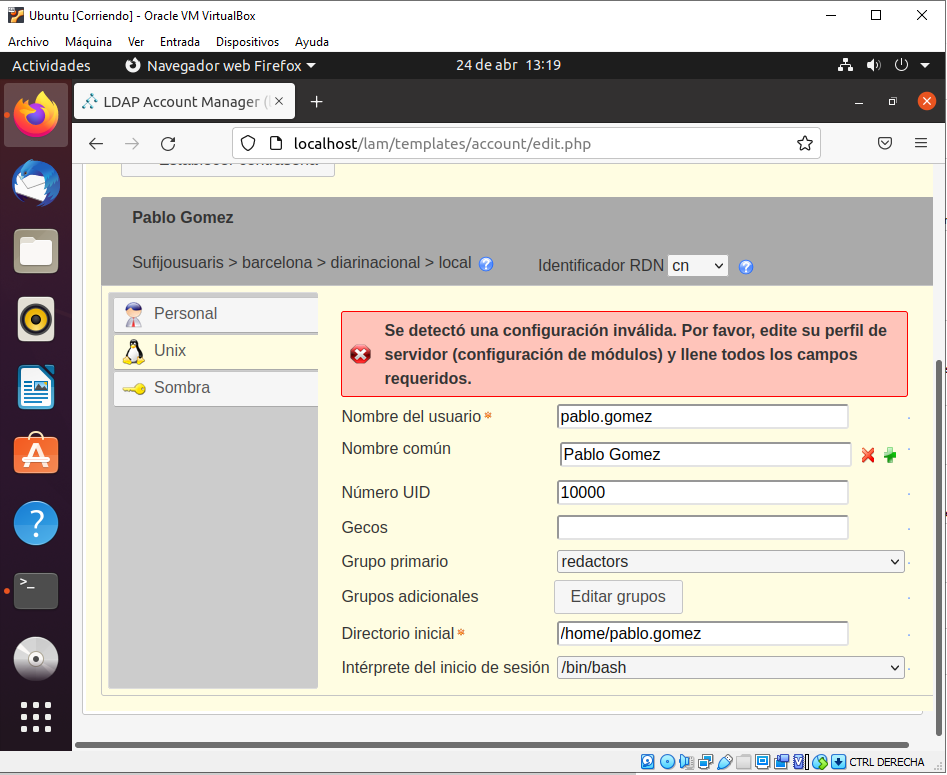 Ubuntu [Corriendo] - Oracle VM VirtualBox
Archivo Máquina Ver Entrada Dispositivos Ayuda
Actividades Navegador web Firefox 24 de abr 13:19
LDAP Account Manager (
localhost/lam/templates/account/edit.php
Establecer contraseña
Pablo Gomez
Sufijousuaris > barcelona > diarinacional > local ? Identificador RDN cn ?
Personal
Unix
Sombra
Se detectó una configuración inválida. Por favor, edite su perfil de
servidor (configuración de módulos) y llene todos los campos
requeridos.
Nombre del usuario* pablo.gomez
Nombre común Pablo Gomez
Número UID 10000
Gecos
Grupo primario redactors
Grupos adicionales Editar grupos
Directorio inicial* /home/pablo.gomez
Intérprete del inicio de sesión /bin/bash
CTRL DERECHA